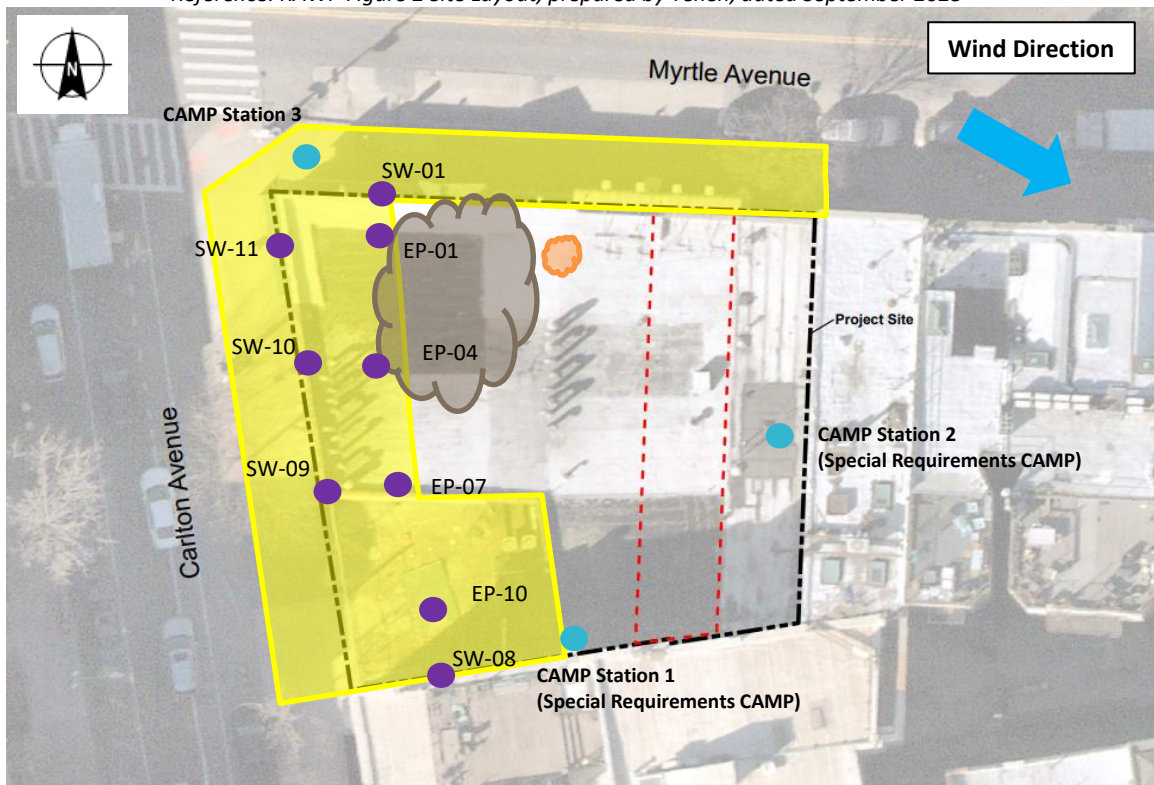 Wind Direction
N
Myrtle Avenue
CAMP Station 3
SW-01
SW-11
EP-01
Project Site
SW-10
EP-04
Carlton Avenue
CAMP Station 2
(Special Requirements CAMP)
SW-09
EP-07
EP-10
SW-08
CAMP Station 1
(Special Requirements CAMP)